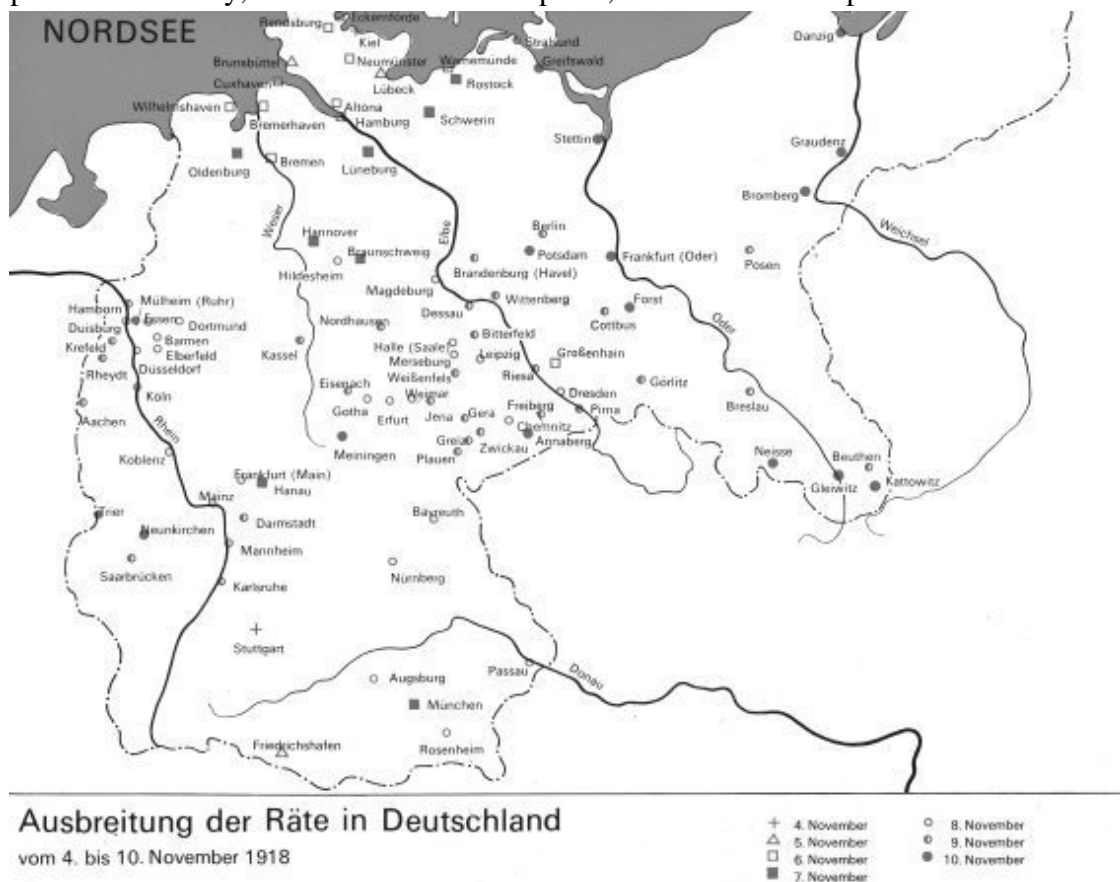 NORDSEE
Eckernförde
Rendsburg
Kiel
Stralsund
Danzig
Brunsbüttel
Neumünster
Warnemünde
Greifswald
Cuxhaven
Lübeck
Rostock
Wilhelmshaven
Altona
Bremerhaven
Hamburg
Schwerin
Stettin
Graudenz
Oldenburg
Bremen
Lüneburg
Bromberg
Weser
Elbe
Weichsel
Hannover
Berlin
Braunschweig
Potsdam
Frankfurt (Oder)
Posen
Hildesheim
Brandenburg (Havel)
Magdeburg
Mülheim (Ruhr)
Wittenberg
Forst
Hamborn
Essen
Dortmund
Dessau
Duisburg
Nordhausen
Cottbus
Oder
Barmen
Bitterfeld
Krefeld
Elberfeld
Kassel
Halle (Saale)
Leipzig
Großenhain
Rheydt
Düsseldorf
Merseburg
Weißenfels
Riesa
Görlitz
Köln
Eisenach
Weimar
Dresden
Breslau
Aachen
Gotha
Erfurt
Jena
Gera
Freiberg
Pirna
Rhein
Chemnitz
Koblenz
Meiningen
Greiz
Zwickau
Annaberg
Plauen
Neisse
Beuthen
Frankfurt (Main)
Hanau
Gleiwitz
Kattowitz
Mainz
Trier
Darmstadt
Bayreuth
Neunkirchen
Mannheim
Saarbrücken
Nürnberg
Karlsruhe
Stuttgart
Passau
Donau
Augsburg
München
Friedrichshafen
Rosenheim
Ausbreitung der Räte in Deutschland
vom 4. bis 10. November 1918
4. November
5. November
6. November
7. November
8. November
9. November
10. November